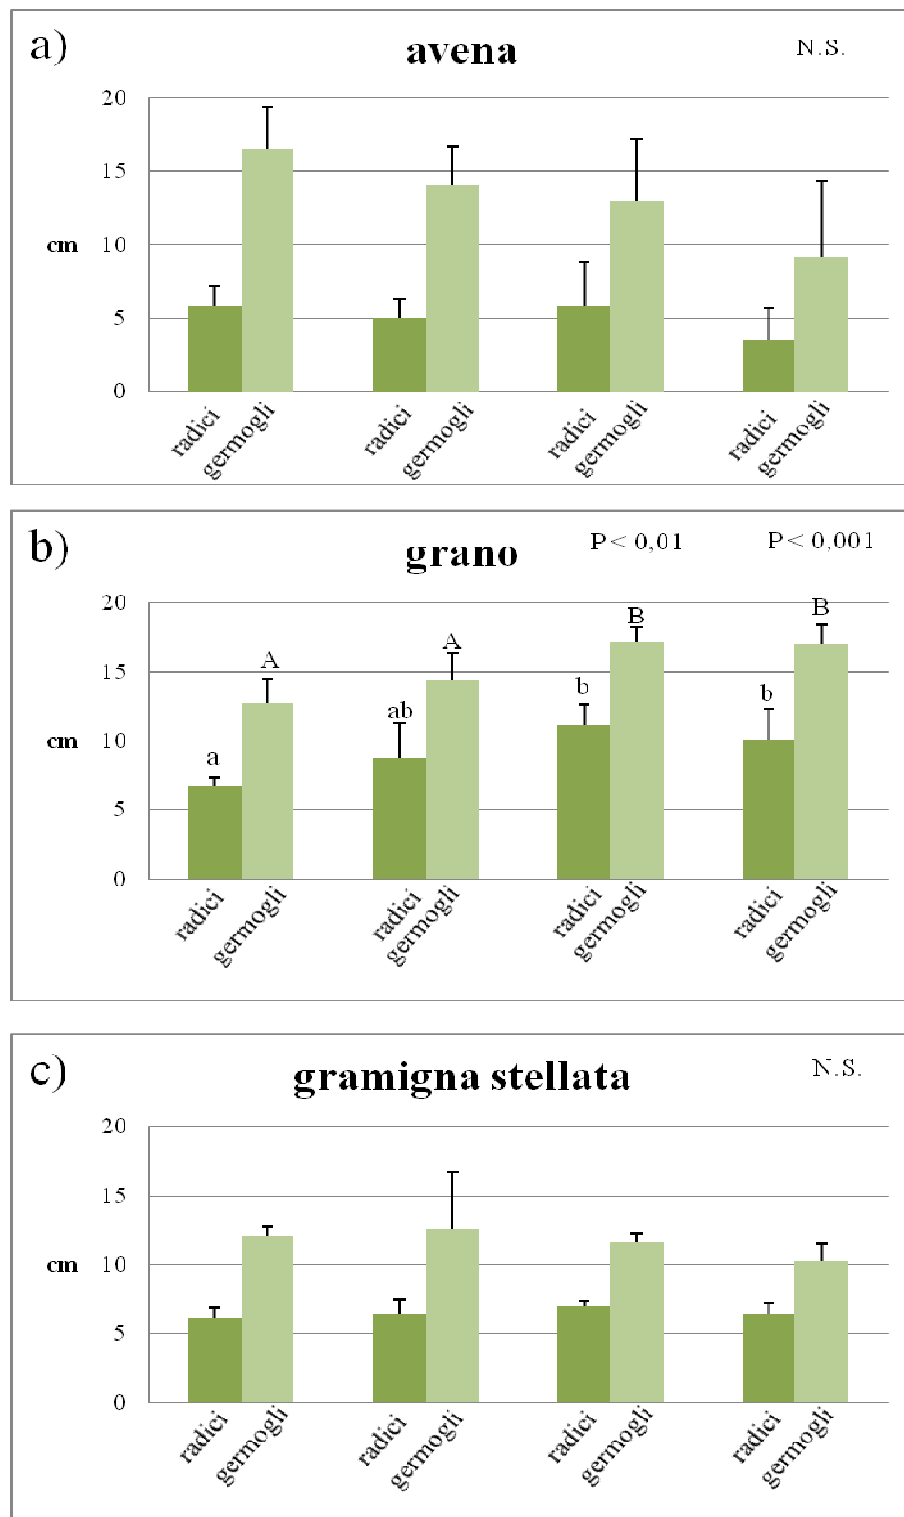 a)
avena
N.S.
20
15
cm 10
5
0
radici germogli radici germogli radici germogli radici germogli
b)
grano
P < 0,01 P < 0,001
20
15
cm 10
5
0
a A ab A b B b B
radici germogli radici germogli radici germogli radici germogli
c)
gramigna stellata
N.S.
20
15
cm 10
5
0
radici germogli radici germogli radici germogli radici germogli